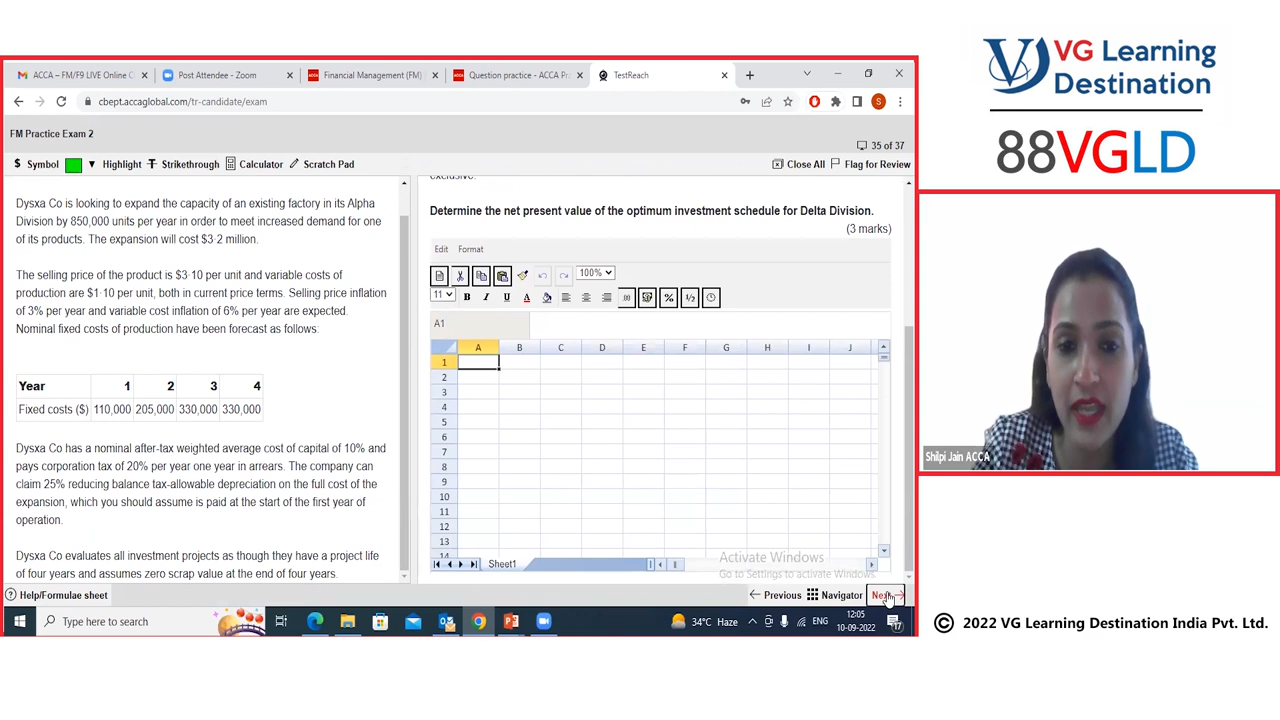 VG Learning
Destination
88VGLD
ACCA – FM/F9 LIVE Online C
Post Attendee - Zoom
Financial Management (FM)
Question practice - ACCA Pr
TestReach
cbept.accaglobal.com/tr-candidate/exam
S
FM Practice Exam 2
35 of 37
$ Symbol
Highlight
Strikethrough
Calculator
Scratch Pad
Close All
Flag for Review
Dysxa Co is looking to expand the capacity of an existing factory in its Alpha
Division by 850,000 units per year in order to meet increased demand for one
of its products. The expansion will cost $3·2 million.
The selling price of the product is $3·10 per unit and variable costs of
production are $1·10 per unit, both in current price terms. Selling price inflation
of 3% per year and variable cost inflation of 6% per year are expected.
Nominal fixed costs of production have been forecast as follows:
Year 1 2 3 4
Fixed costs ($) 110,000 205,000 330,000 330,000
Dysxa Co has a nominal after-tax weighted average cost of capital of 10% and
pays corporation tax of 20% per year one year in arrears. The company can
claim 25% reducing balance tax-allowable depreciation on the full cost of the
expansion, which you should assume is paid at the start of the first year of
operation.
Dysxa Co evaluates all investment projects as though they have a project life
of four years and assumes zero scrap value at the end of four years.
exclusive.
Determine the net present value of the optimum investment schedule for Delta Division.
(3 marks)
Edit Format
100%
11 B I U A
A1
A B C D E F G H I J
1
2
3
4
5
6
7
8
9
10
11
12
13
14
Sheet1
Activate Windows
Go to Settings to activate Windows.
Help/Formulae sheet
Previous
Navigator
Next
Type here to search
34°C Haze
ENG
12:05
10-09-2022
17
Shilpi Jain ACCA
© 2022 VG Learning Destination India Pvt. Ltd.